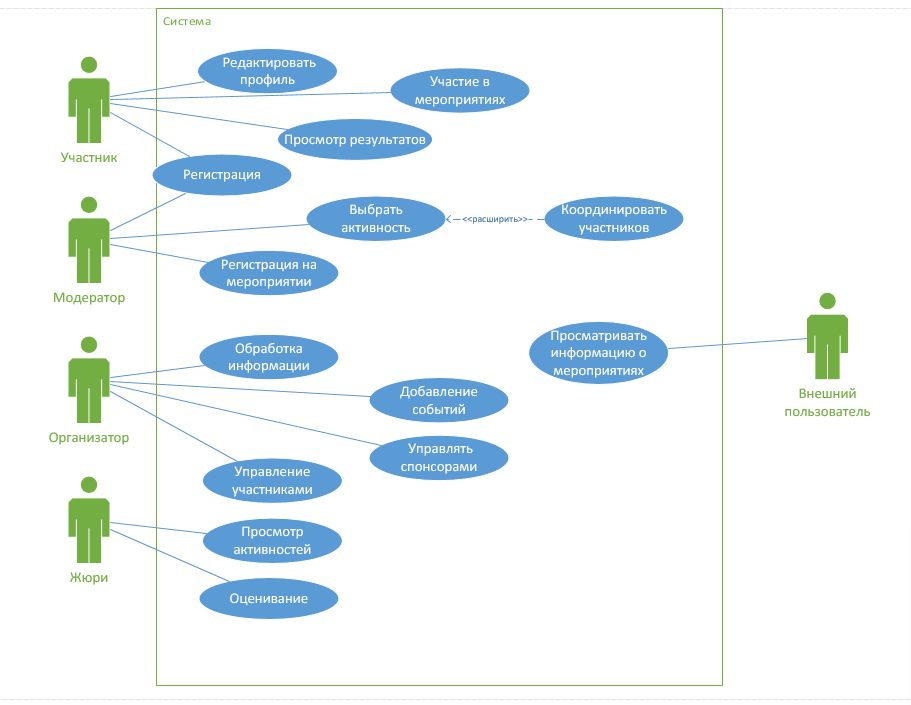 Система
Редактировать
профиль
Участие в
мероприятиях
Просмотр результатов
Участник
Регистрация
Выбрать
активность
<<расширить>>
Координировать
участников
Регистрация на
мероприятии
Модератор
Обработка
информации
Просматривать
информацию о
мероприятиях
Добавление
событий
Внешний
пользователь
Организатор
Управлять
спонсорами
Управление
участниками
Просмотр
активностей
Жюри
Оценивание